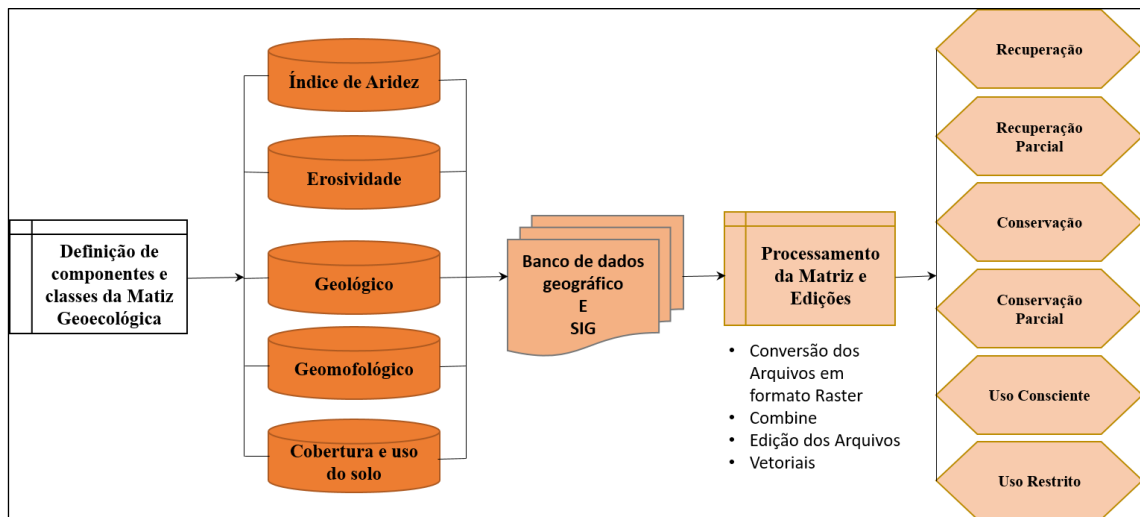 Definição de
componentes e
classes da Matiz
Geoecológica
Índice de Aridez
Erosividade
Geológico
Geomofológico
Cobertura e uso
do solo
Banco de dados
geográfico
E
SIG
Processamento
da Matriz e
Edições
• Conversão dos
Arquivos em
formato Raster
• Combine
• Edição dos Arquivos
• Vetoriais
Recuperação
Recuperação
Parcial
Conservação
Conservação
Parcial
Uso Consciente
Uso Restrito